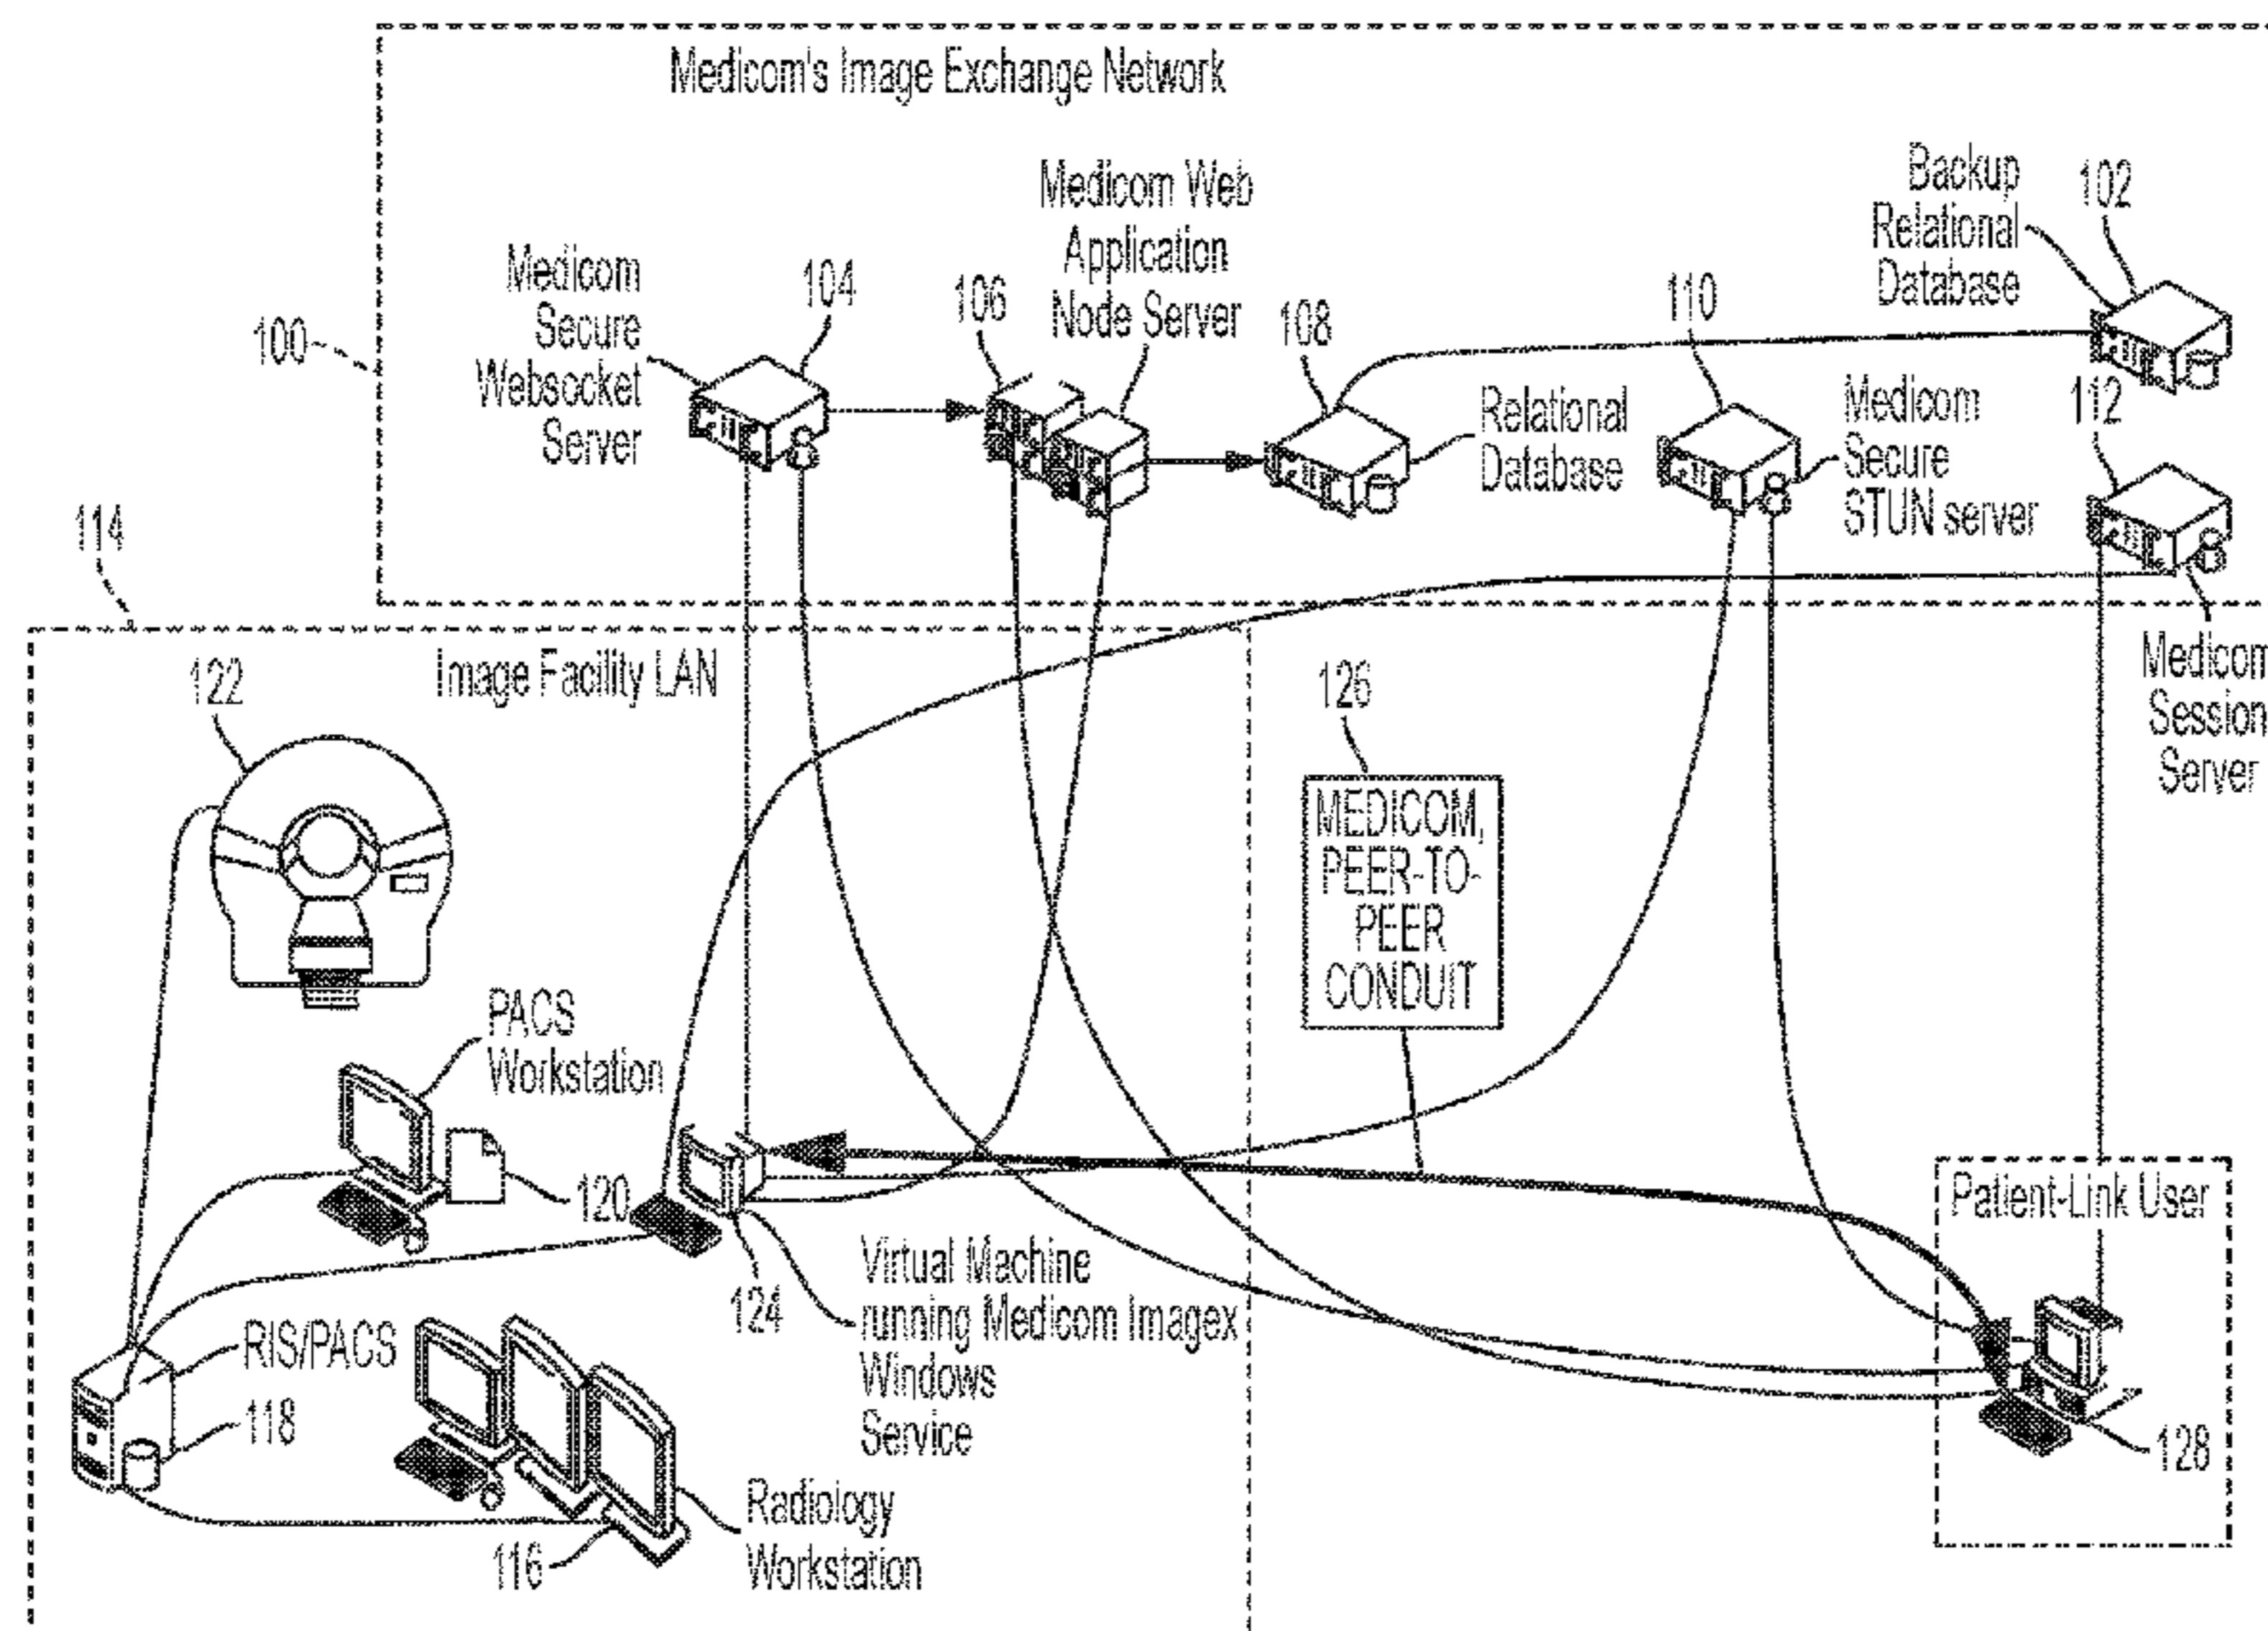 Medicom's Image Exchange Network
Medicom Web
Application
Node Server
Backup
Relational
Database
102
Medicom
Secure
Websocket
Server
104
106
108
110
100
Relational
Database
Medicom
Secure
STUN server
112
114
Medicom
Session
Server
Image Facility LAN
122
126
MEDICOM,
PEER-TO-
PEER
CONDUIT
PACS
Workstation
120
Patient-Link User
124
Virtual Machine
running Medicom Imagex
Windows
Service
RIS/PACS
118
128
Radiology
Workstation
116